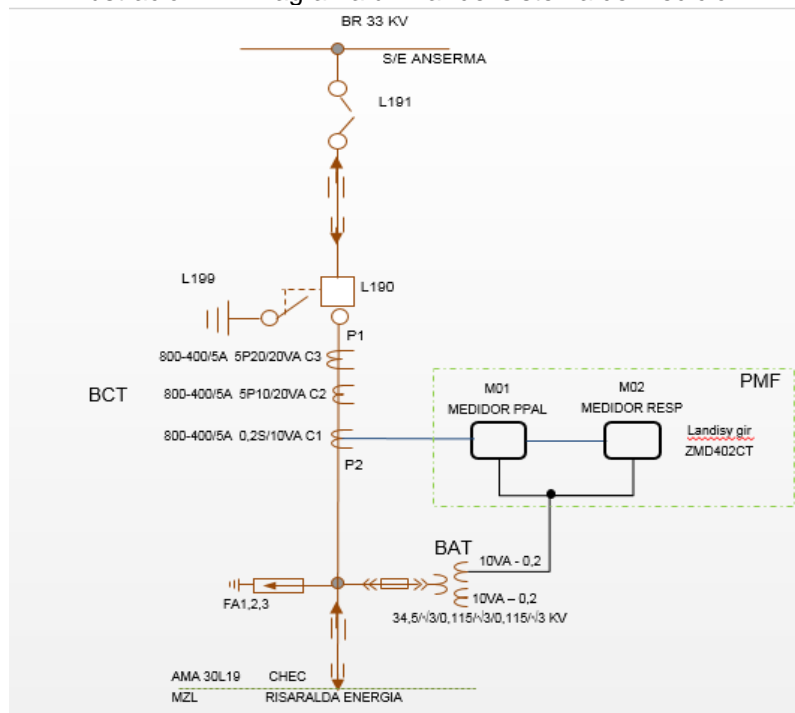 BR 33 KV
S/E ANSERMA
L191
L199
L190
P1
800-400/5A 5P20/20VA C3
BCT
800-400/5A 5P10/20VA C2
800-400/5A 0,2S/10VA C1
P2
PMF
M01
MEDIDOR PPAL
M02
MEDIDOR RESP
Landisy gir
ZMD402CT
BAT
10VA - 0,2
10VA – 0,2
34,5/√3/0,115/√3/0,115/√3 KV
FA1,2,3
AMA 30L19 CHEC
MZL RISARALDA ENERGIA